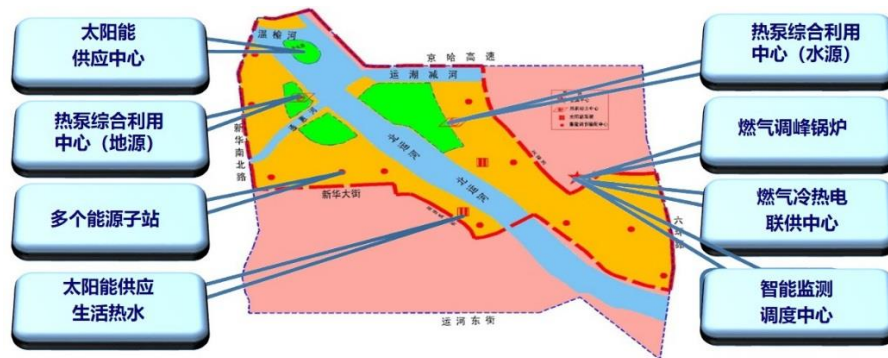 太阳能
供应中心
热泵综合利用
中心（地源）
多个能源子站
太阳能供应
生活热水
温榆河
京哈高速
运潮减河
新华南北路
北运河
北运河
新华大街
六环路
运河东街
热泵综合利用
中心（水源）
燃气调峰锅炉
燃气冷热电
联供中心
智能监测
调度中心